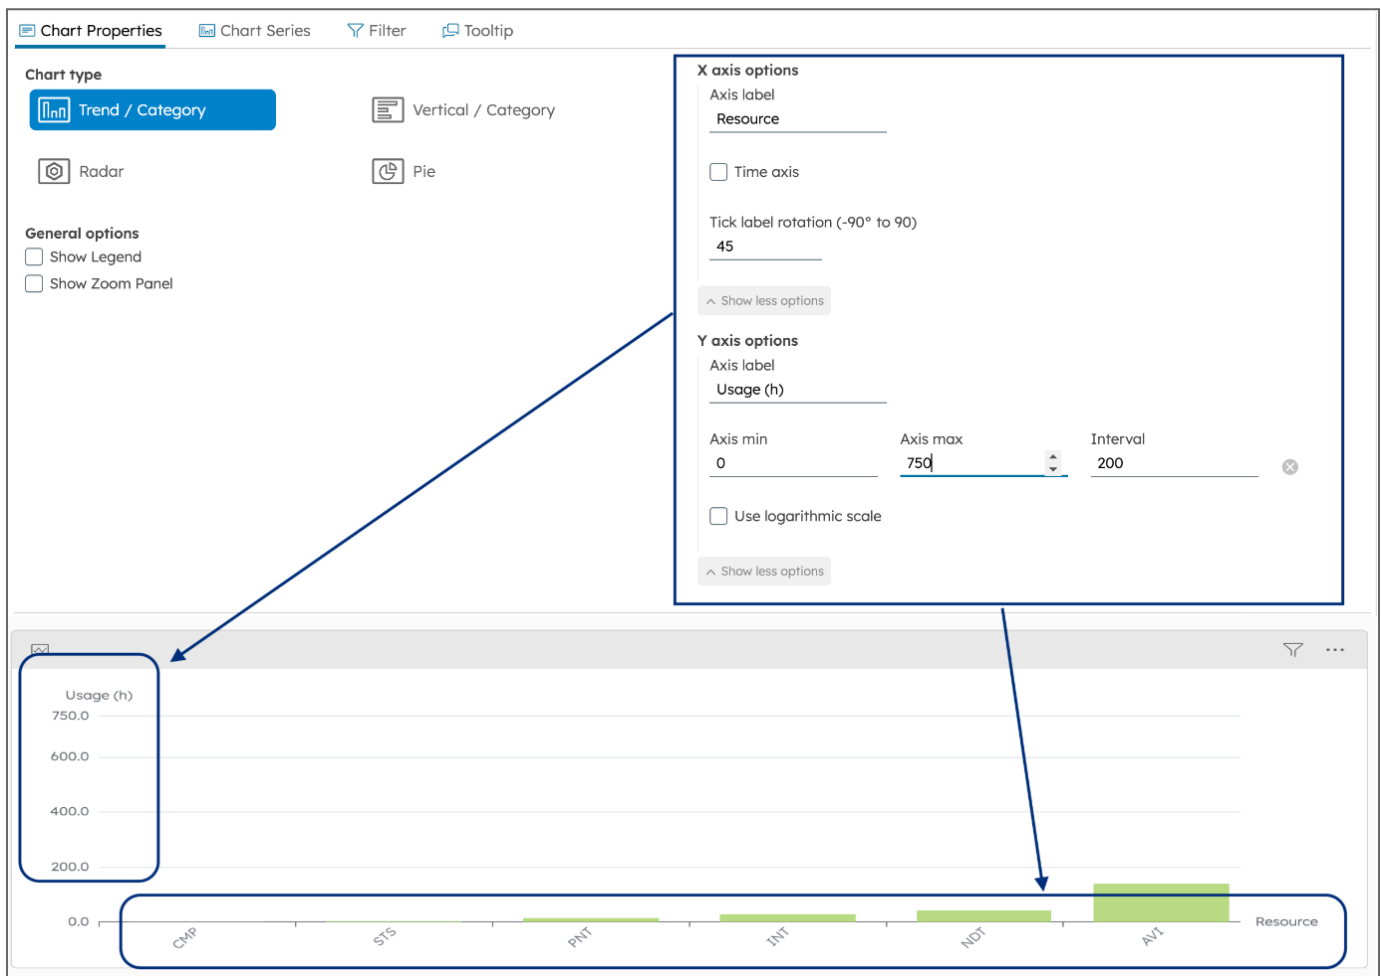 Chart Properties Chart Series Filter Tooltip
Chart type
Trend / Category
Vertical / Category
Radar
Pie
General options
Show Legend
Show Zoom Panel
X axis options
Axis label
Resource
Time axis
Tick label rotation (-90° to 90)
45
Show less options
Y axis options
Axis label
Usage (h)
Axis min Axis max Interval
0 750 200
Use logarithmic scale
Show less options
Usage (h)
750.0
600.0
400.0
200.0
0.0
Resource
CMP STS PNT INT NDT AVI